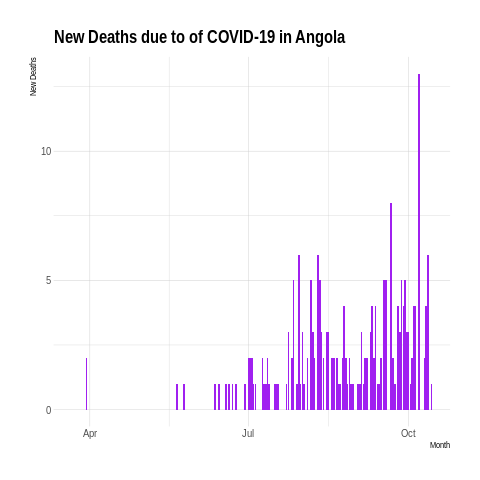 New Deaths due to of COVID-19 in Angola
New Deaths
10
5
0
Apr
Jul
Oct
Month